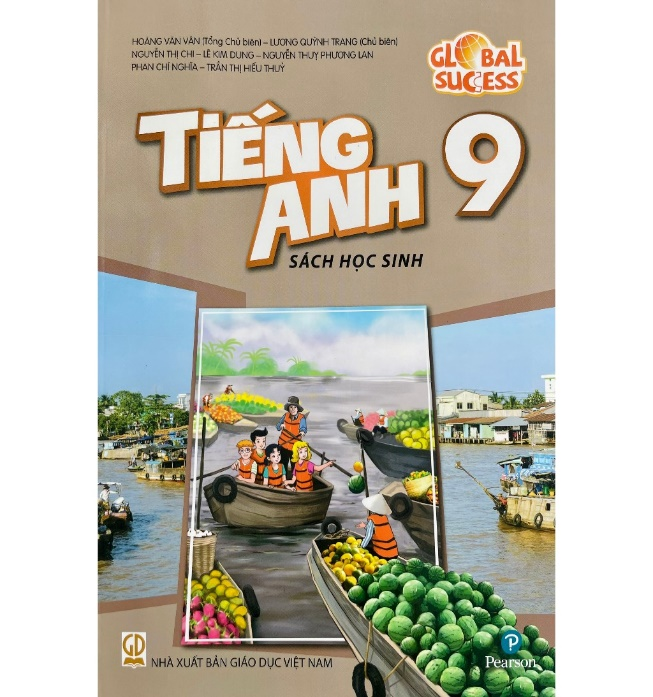 HOÀNG VĂN VÂN (Tổng Chủ biên) – LƯƠNG QUỲNH TRANG (Chủ biên)
NGUYỄN THỊ CHI – LÊ KIM DUNG – NGUYỄN THUỴ PHƯƠNG LAN
PHAN CHÍ NGHĨA – TRẦN THỊ HIẾU THUỶ
GLOBAL
SUCCESS
TIẾNG
ANH 9
SÁCH HỌC SINH
GD
NHÀ XUẤT BẢN GIÁO DỤC VIỆT NAM
P
Pearson